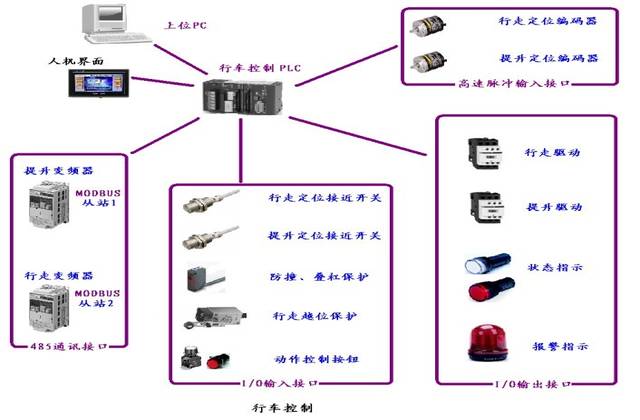 上位PC
人机界面
行车控制PLC
行走定位编码器
提升定位编码器
高速脉冲输入接口
提升变频器
MODBUS
从站1
行走变频器
MODBUS
从站2
485通讯接口
行走定位接近开关
提升定位接近开关
防撞、叠杠保护
行走越位保护
动作控制按钮
I/O输入接口
行走驱动
提升驱动
状态指示
报警指示
I/O输出接口
行车控制